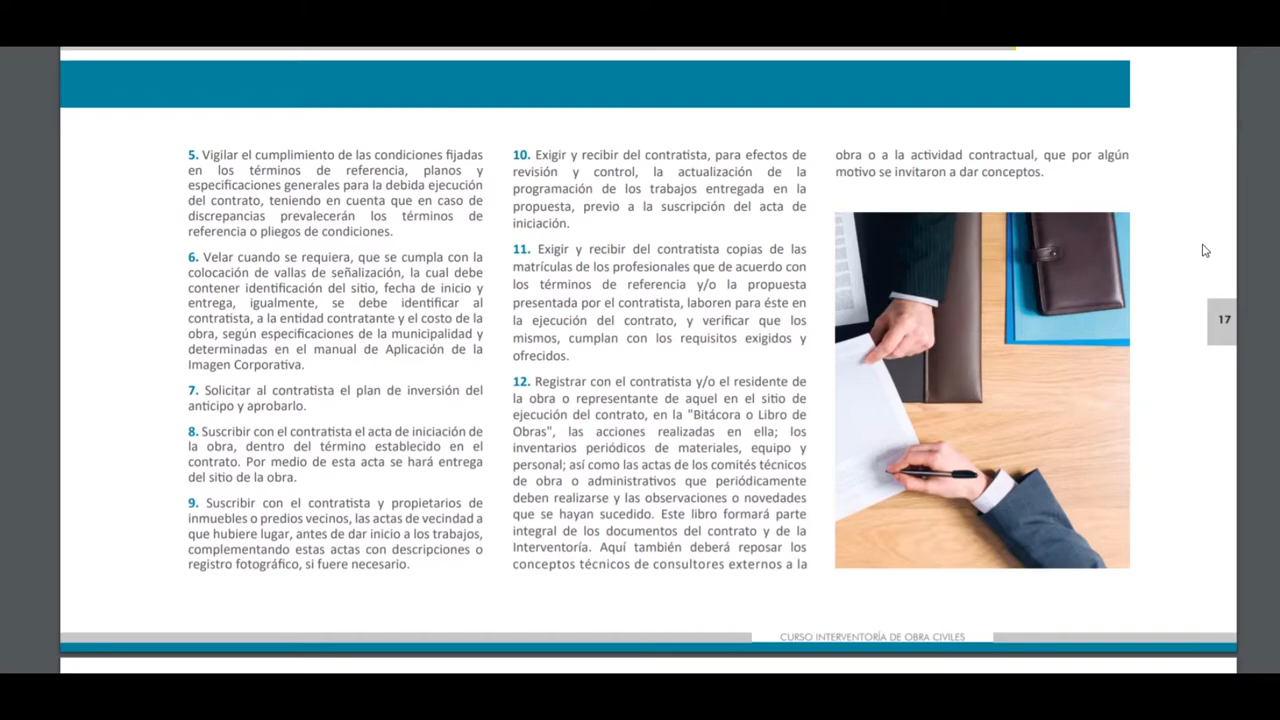 5. Vigilar el cumplimiento de las condiciones fijadas
en los términos de referencia, planos y
especificaciones generales para la debida ejecución
del contrato, teniendo en cuenta que en caso de
discrepancias prevalecerán los términos de
referencia o pliegos de condiciones.
6. Velar cuando se requiera, que se cumpla con la
colocación de vallas de señalización, la cual debe
contener identificación del sitio, fecha de inicio y
entrega, igualmente, se debe identificar al
contratista, a la entidad contratante y el costo de la
obra, según especificaciones de la municipalidad y
determinadas en el manual de Aplicación de la
Imagen Corporativa.
7. Solicitar al contratista el plan de inversión del
anticipo y aprobarlo.
8. Suscribir con el contratista el acta de iniciación de
la obra, dentro del término establecido en el
contrato. Por medio de esta acta se hará entrega
del sitio de la obra.
9. Suscribir con el contratista y propietarios de
inmuebles o predios vecinos, las actas de vecindad a
que hubiere lugar, antes de dar inicio a los trabajos,
complementando estas actas con descripciones o
registro fotográfico, si fuere necesario.
10. Exigir y recibir del contratista, para efectos de
revisión y control, la actualización de la
programación de los trabajos entregada en la
propuesta, previo a la suscripción del acta de
iniciación.
11. Exigir y recibir del contratista copias de las
matrículas de los profesionales que de acuerdo con
los términos de referencia y/o la propuesta
presentada por el contratista, laboren para éste en
la ejecución del contrato, y verificar que los
mismos, cumplan con los requisitos exigidos y
ofrecidos.
12. Registrar con el contratista y/o el residente de
la obra o representante de aquel en el sitio de
ejecución del contrato, en la "Bitácora o Libro de
Obras", las acciones realizadas en ella; los
inventarios periódicos de materiales, equipo y
personal; así como las actas de los comités técnicos
de obra o administrativos que periódicamente
deben realizarse y las observaciones o novedades
que se hayan sucedido. Este libro formará parte
integral de los documentos del contrato y de la
Interventoría. Aquí también deberá reposar los
conceptos técnicos de consultores externos a la
obra o a la actividad contractual, que por algún
motivo se invitaron a dar conceptos.
17
CURSO INTERVENTORÍA DE OBRA CIVILES